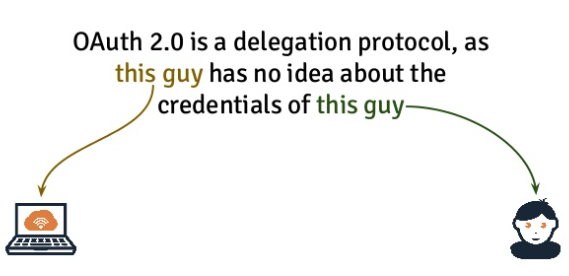 OAuth 2.0 is a delegation protocol, as
this guy has no idea about the
credentials of this guy